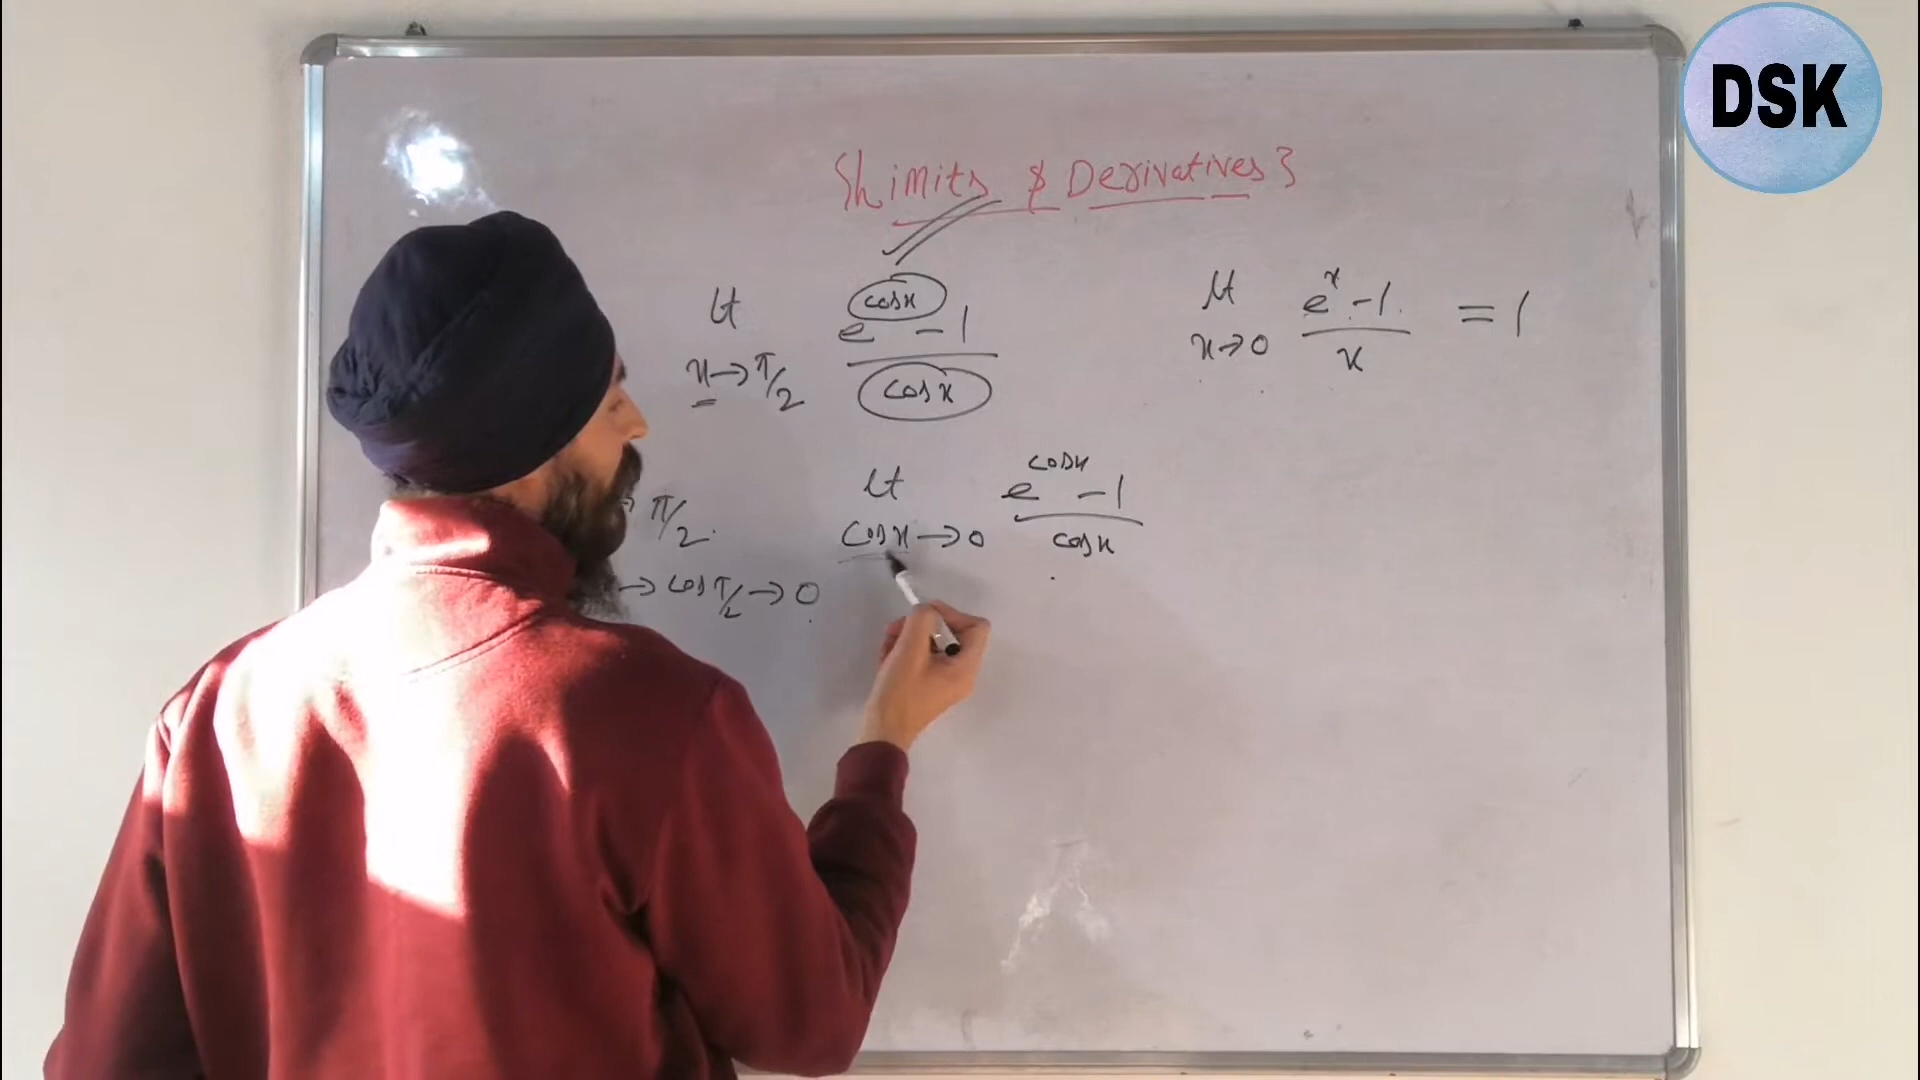 DSK
{Limits & Derivatives}
lt x→π/2 e^cosx - 1 / cosx
lt x→0 e^x - 1 / x = 1
→ π/2
→ cos π/2 → 0
lt cosx→0 e^cosx - 1 / cosx